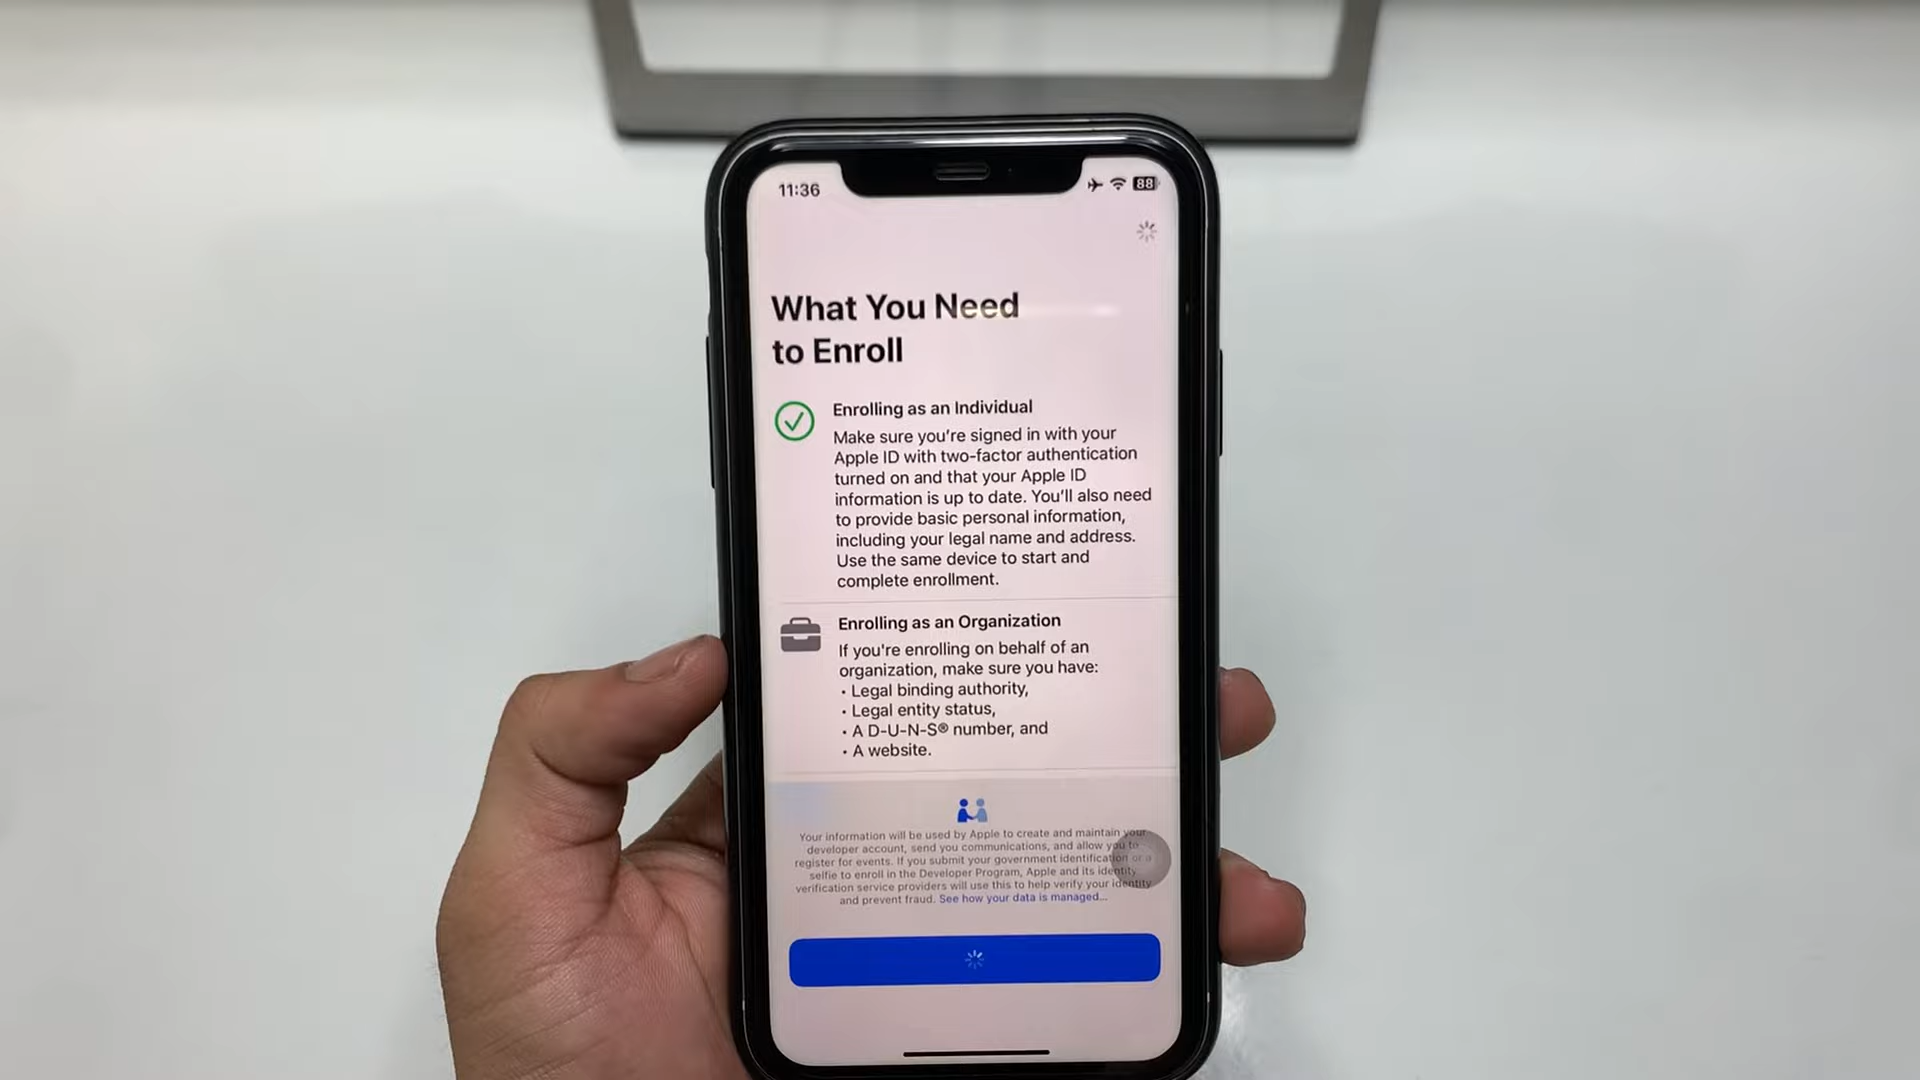 11:36
88
What You Need
to Enroll
Enrolling as an Individual
Make sure you're signed in with your
Apple ID with two-factor authentication
turned on and that your Apple ID
information is up to date. You'll also need
to provide basic personal information,
including your legal name and address.
Use the same device to start and
complete enrollment.
Enrolling as an Organization
If you're enrolling on behalf of an
organization, make sure you have:
• Legal binding authority,
• Legal entity status,
• A D-U-N-S® number, and
• A website.
Your information will be used by Apple to create and maintain your
developer account, send you communications, and allow you to
register for events. If you submit your government identification or a
selfie to enroll in the Developer Program, Apple and its identity
verification service providers will use this to help verify your identity
and prevent fraud. See how your data is managed...